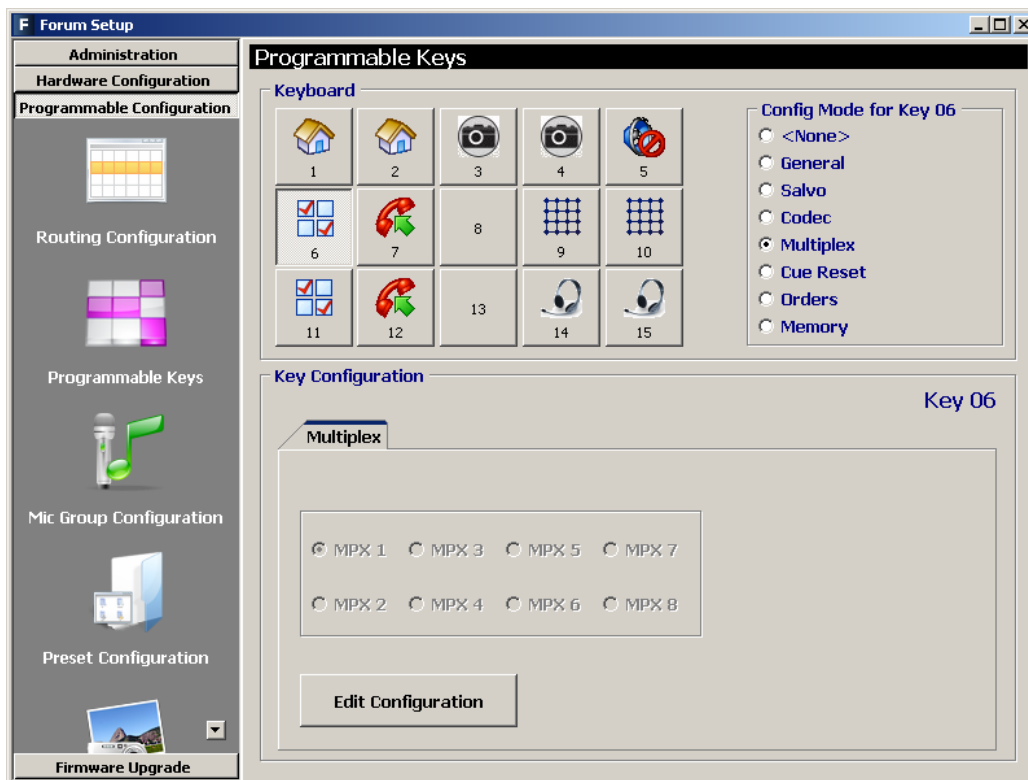 F Forum Setup
Administration
Hardware Configuration
Programmable Configuration
Routing Configuration
Programmable Keys
Mic Group Configuration
Preset Configuration
Firmware Upgrade
Programmable Keys
Keyboard
1 2 3 4 5
6 7 8 9 10
11 12 13 14 15
Config Mode for Key 06
<None>
General
Salvo
Codec
Multiplex
Cue Reset
Orders
Memory
Key Configuration
Key 06
Multiplex
MPX 1 MPX 3 MPX 5 MPX 7
MPX 2 MPX 4 MPX 6 MPX 8
Edit Configuration